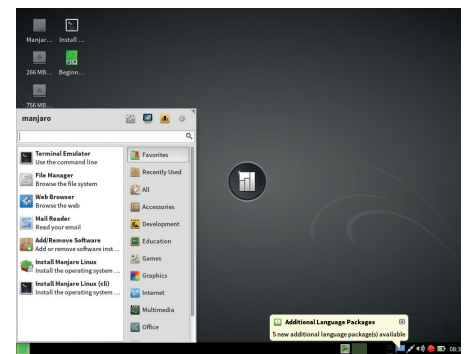 Manjar...
Install ...
266 MB...
Beginn...
756 MB...
manjaro
Terminal Emulator
Use the command line
File Manager
Browse the file system
Web Browser
Browse the web
Mail Reader
Read your email
Add/Remove Software
Add or remove software inst...
Install Manjaro Linux
Install the operating system ...
Install Manjaro Linux (cli)
Install the operating system ...
Favorites
Recently Used
All
Accessories
Development
Education
Games
Graphics
Internet
Multimedia
Office
Additional Language Packages
5 new additional language package(s) available
08:3